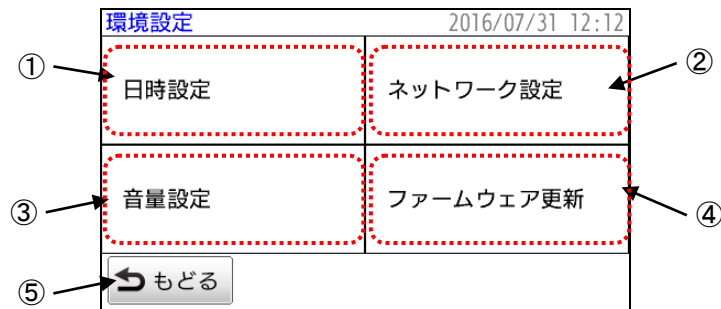 環境設定 2016/07/31 12:12
① 日時設定 ネットワーク設定 ②
③ 音量設定 ファームウェア更新 ④
⑤ もどる